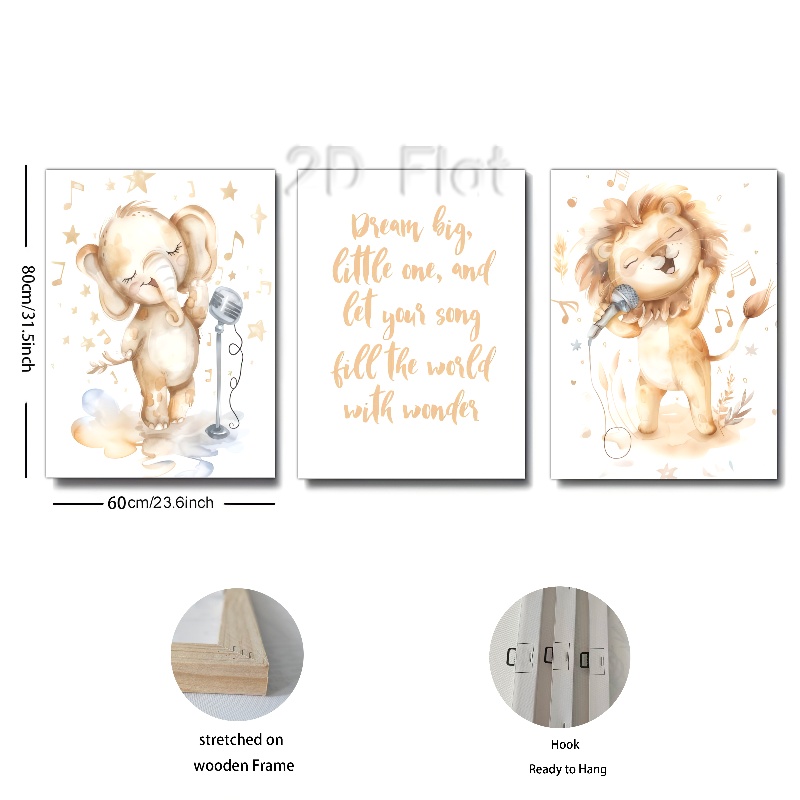 2D Flat
80cm/31.5inch
Dream big,
little one, and
let your song
fill the world
with wonder
60cm/23.6inch
stretched on
wooden Frame
Hook
Ready to Hang